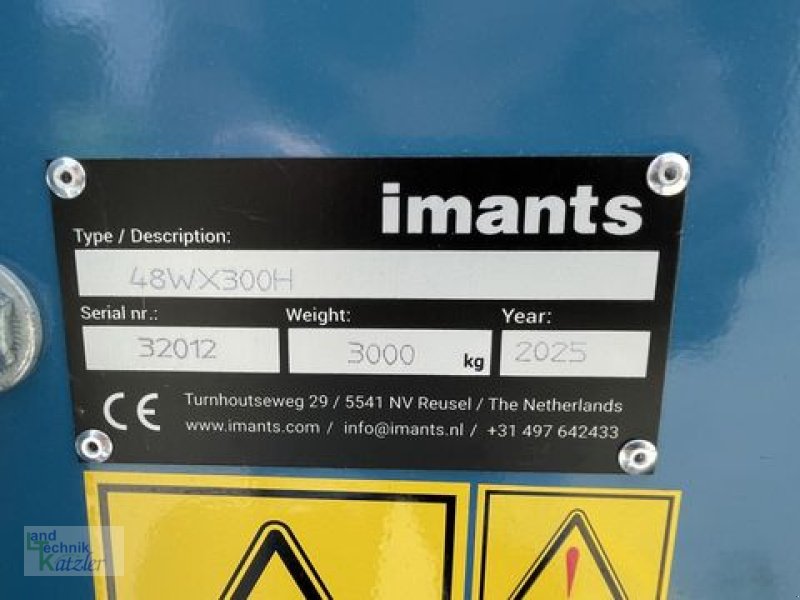 imants
Type / Description:
48WX300H
Serial nr.: Weight: Year:
32012 3000 kg 2025
CE Turnhoutseweg 29 / 5541 NV Reusel / The Netherlands
www.imants.com / info@imants.nl / +31 497 642433
Land
Technik
Katzler